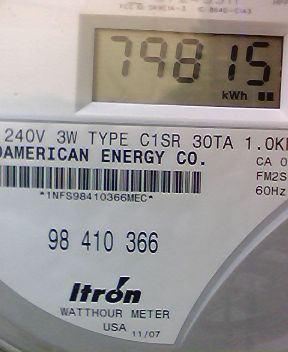 79815
kWh
240V 3W TYPE C1SR 30TA 1.0K
AMERICAN ENERGY CO.
CA 0
*1NFS98410366MEC*
FM2S
60Hz
98 410 366
Itrón
WATTHOUR METER
USA 11/07